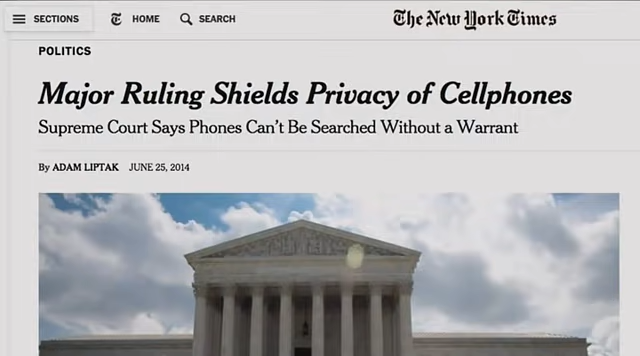 SECTIONS
HOME
SEARCH
The New York Times
POLITICS
Major Ruling Shields Privacy of Cellphones
Supreme Court Says Phones Can't Be Searched Without a Warrant
By ADAM LIPTAK JUNE 25, 2014